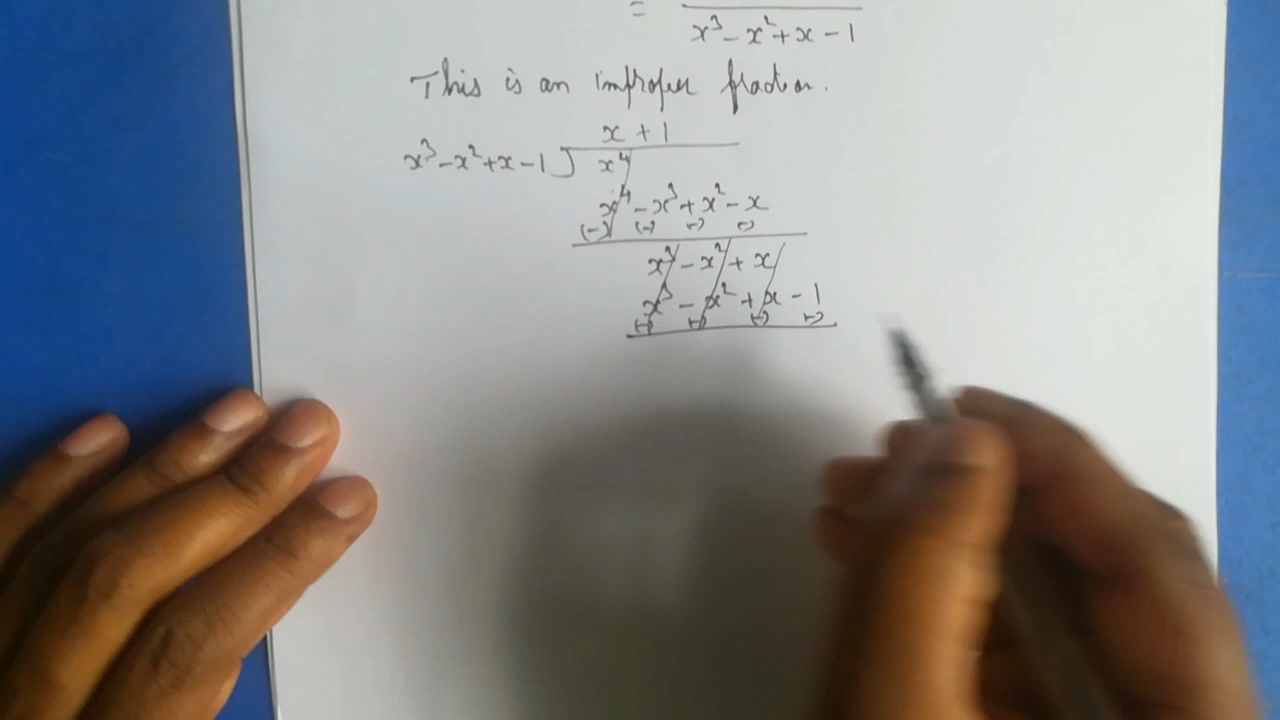 =
x³ - x² + x - 1
This is an improper fraction.
x + 1
x³ - x² + x - 1 ) x⁴
x⁴ - x³ + x² - x
(-) (-) (-) (-)
x³ - x² + x
x³ - x² + x - 1
(-) (-) (-) (-)